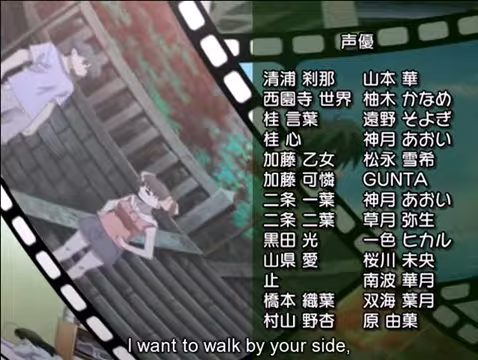 声優
清浦 刹那 山本 華
西園寺 世界 柚木 かなめ
桂 言葉 遠野 そよぎ
桂 心 神月 あおい
加藤 乙女 松永 雪希
加藤 可憐 GUNTA
二条 一葉 神月 あおい
二条 二葉 草月 弥生
黒田 光 一色 ヒカル
山県 愛 桜川 未央
止 南波 華月
橋本 織葉 双海 葉月
村山 野杏 原 由菓
I want to walk by your side,